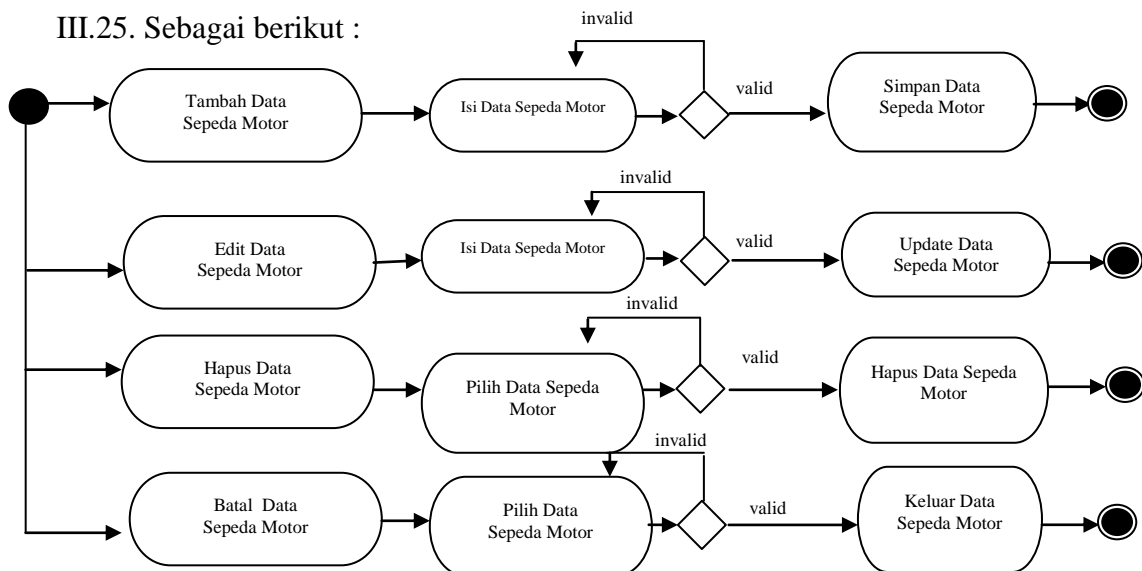 III.25. Sebagai berikut :
invalid
Tambah Data
Sepeda Motor
Isi Data Sepeda Motor
valid
Simpan Data
Sepeda Motor
invalid
Edit Data
Sepeda Motor
Isi Data Sepeda Motor
valid
Update Data
Sepeda Motor
invalid
Hapus Data
Sepeda Motor
Pilih Data Sepeda
Motor
valid
Hapus Data Sepeda
Motor
invalid
Batal Data
Sepeda Motor
Pilih Data
Sepeda Motor
valid
Keluar Data
Sepeda Motor